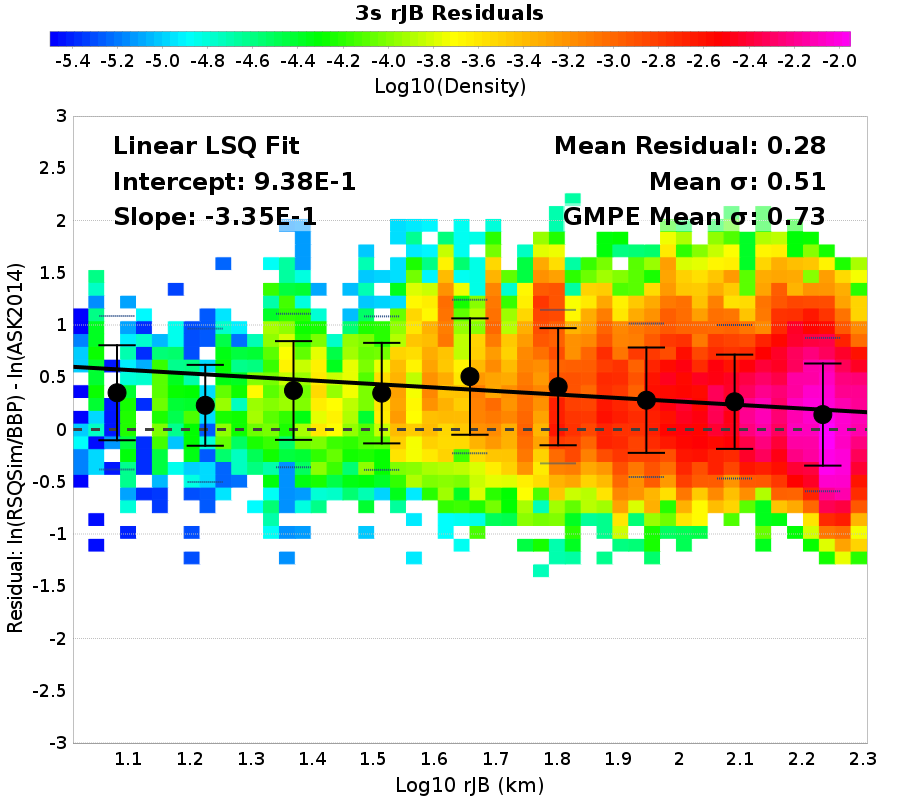 3s rJB Residuals
-5.4 -5.2 -5.0 -4.8 -4.6 -4.4 -4.2 -4.0 -3.8 -3.6 -3.4 -3.2 -3.0 -2.8 -2.6 -2.4 -2.2 -2.0
Log10(Density)
Linear LSQ Fit
Intercept: 9.38E-1
Slope: -3.35E-1
Mean Residual: 0.28
Mean σ: 0.51
GMPE Mean σ: 0.73
Residual: ln(RSQSim/BBP) - ln(ASK2014)
3
2.5
2
1.5
1
0.5
0
-0.5
-1
-1.5
-2
-2.5
-3
1.1 1.2 1.3 1.4 1.5 1.6 1.7 1.8 1.9 2 2.1 2.2 2.3
Log10 rJB (km)